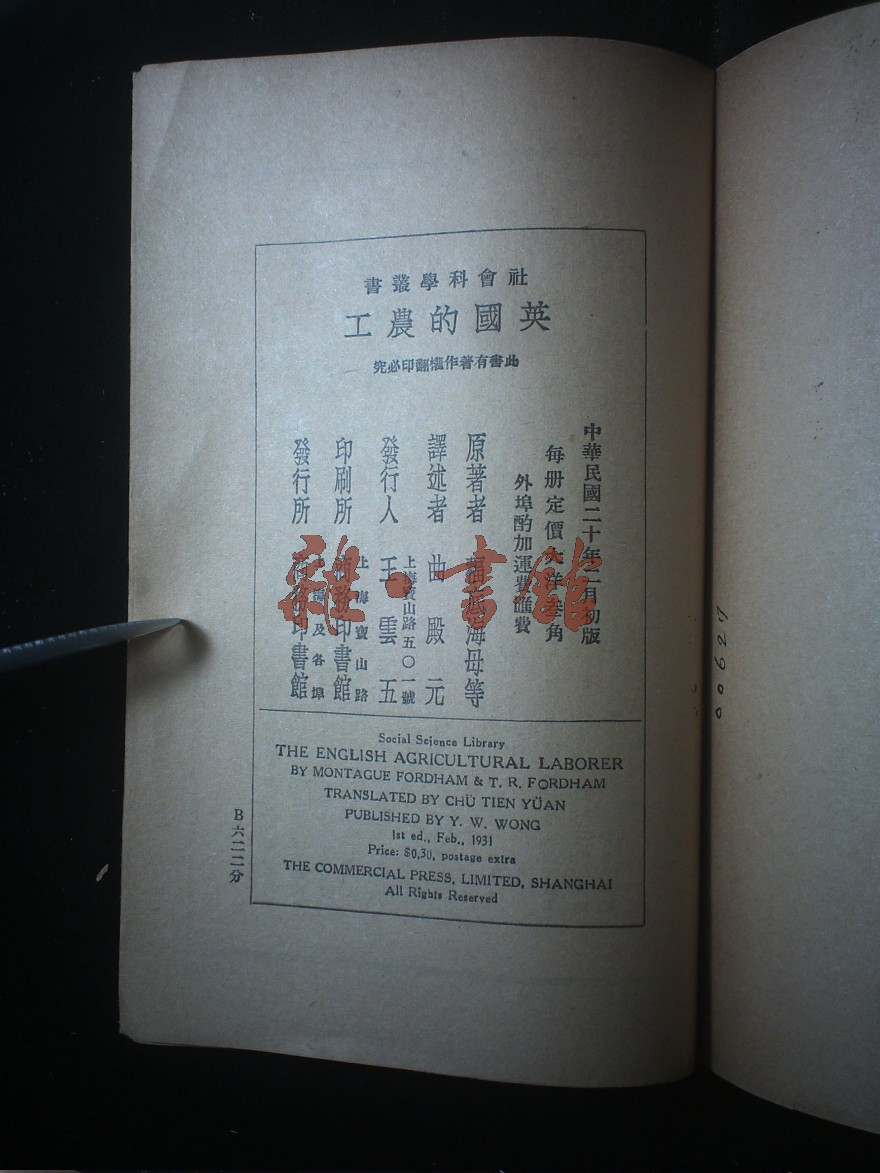 社會科學叢書
英國的農工
此書有著作權翻印必究
中華民國二十年二月初版
每册定價大洋叁角
外埠酌加運費匯費
原著者 福底海母等
譯述者 曲殿元
發行人 王雲五
上海寶山路五〇一號
印刷所 商務印書館
上海寶山路
發行所 商務印書館
上海及各埠
Social Science Library
THE ENGLISH AGRICULTURAL LABORER
BY MONTAGUE FORDHAM & T. R. FORDHAM
TRANSLATED BY CHÜ TIEN YÜAN
PUBLISHED BY Y. W. WONG
1st ed., Feb., 1931
Price: $0,30, postage extra
THE COMMERCIAL PRESS, LIMITED, SHANGHAI
All Rights Reserved
B六二二分
00627
雜·書館